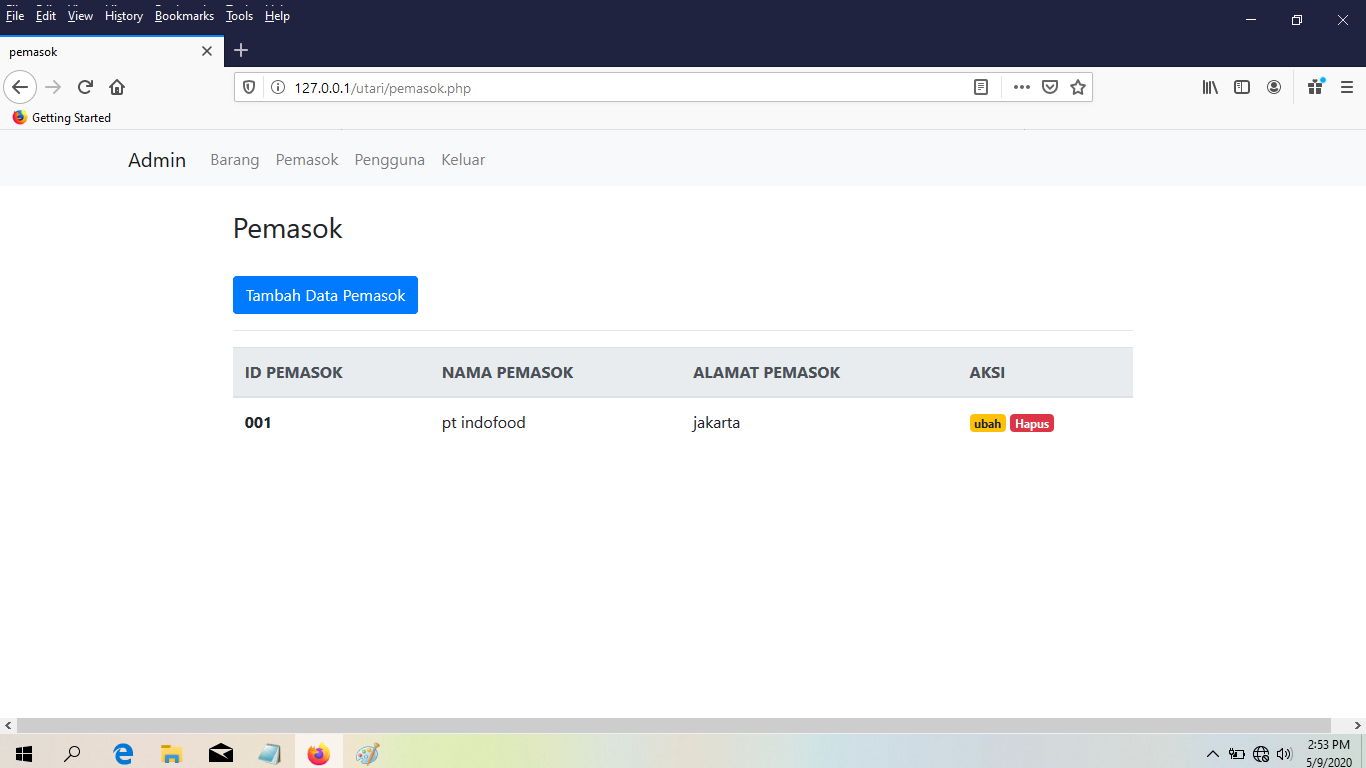 File Edit View History Bookmarks Tools Help
pemasok
127.0.0.1/utari/pemasok.php
Getting Started
Admin Barang Pemasok Pengguna Keluar
Pemasok
Tambah Data Pemasok
ID PEMASOK NAMA PEMASOK ALAMAT PEMASOK AKSI
001 pt indofood jakarta ubah Hapus
2:53 PM
5/9/2020